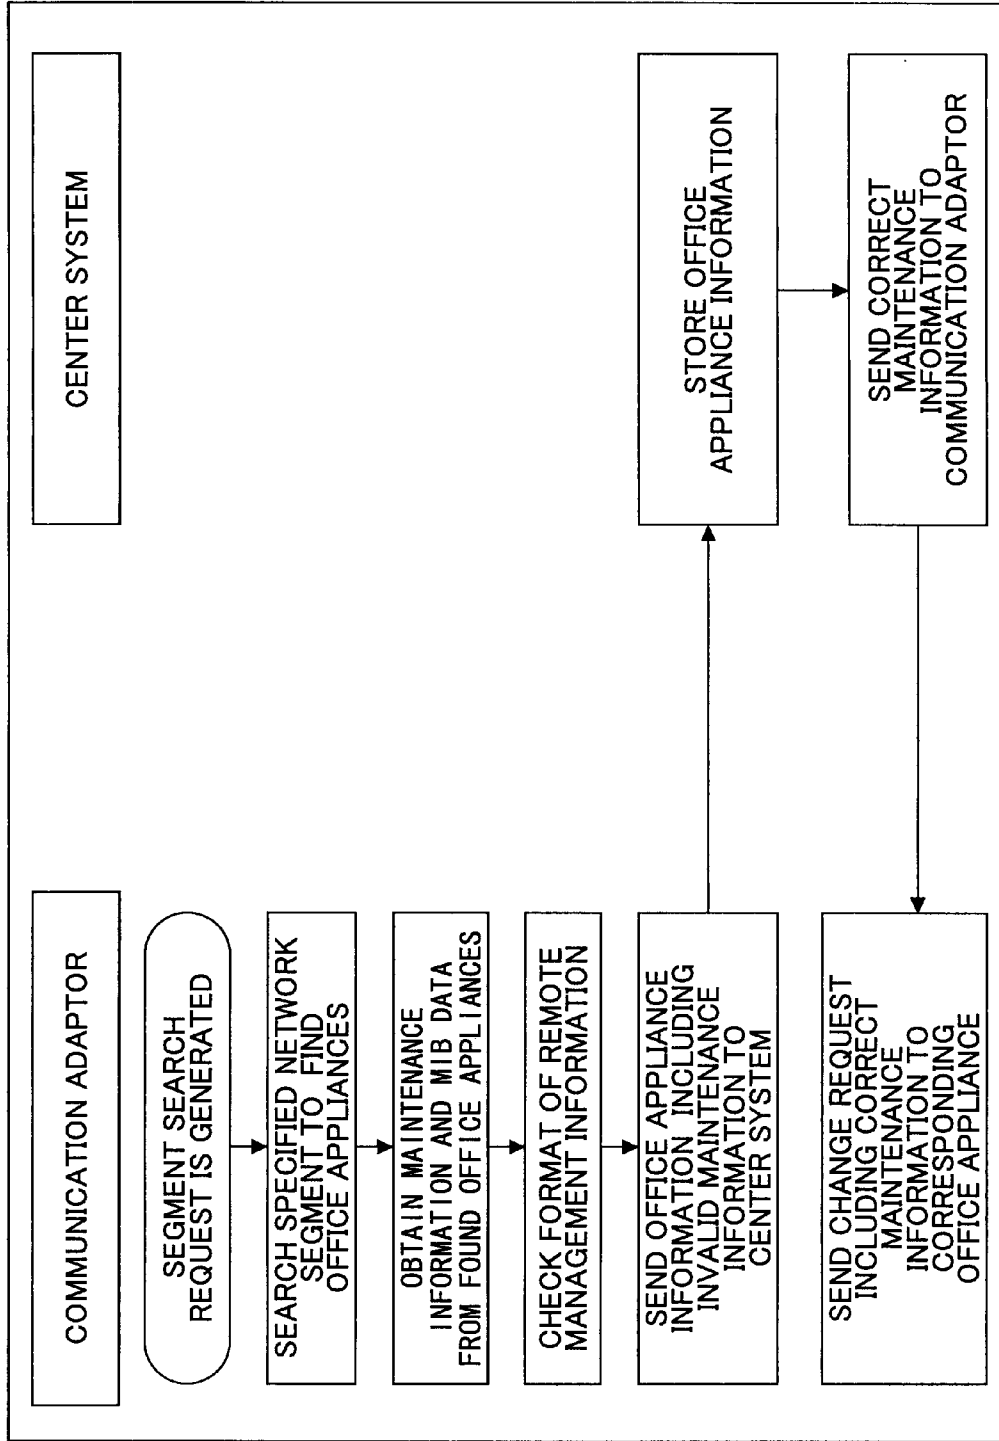 COMMUNICATION ADAPTOR
CENTER SYSTEM
SEGMENT SEARCH
REQUEST IS GENERATED
SEARCH SPECIFIED NETWORK
SEGMENT TO FIND
OFFICE APPLIANCES
OBTAIN MAINTENANCE
INFORMATION AND MIB DATA
FROM FOUND OFFICE APPLIANCES
CHECK FORMAT OF REMOTE
MANAGEMENT INFORMATION
SEND OFFICE APPLIANCE
INFORMATION INCLUDING
INVALID MAINTENANCE
INFORMATION TO
CENTER SYSTEM
STORE OFFICE
APPLIANCE INFORMATION
SEND CORRECT
MAINTENANCE
INFORMATION TO
COMMUNICATION ADAPTOR
SEND CHANGE REQUEST
INCLUDING CORRECT
MAINTENANCE
INFORMATION TO
CORRESPONDING
OFFICE APPLIANCE